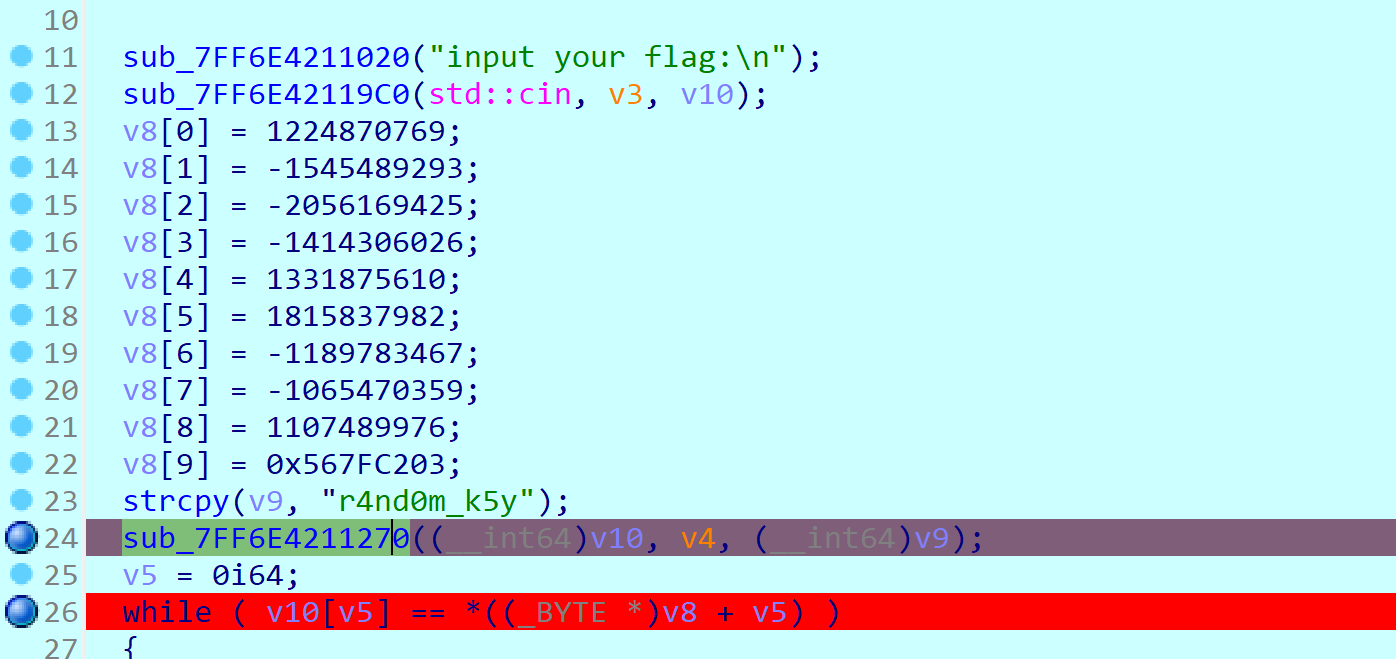 10
11 sub_7FF6E4211020("input your flag:\n");
12 sub_7FF6E42119C0(std::cin, v3, v10);
13 v8[0] = 1224870769;
14 v8[1] = -1545489293;
15 v8[2] = -2056169425;
16 v8[3] = -1414306026;
17 v8[4] = 1331875610;
18 v8[5] = 1815837982;
19 v8[6] = -1189783467;
20 v8[7] = -1065470359;
21 v8[8] = 1107489976;
22 v8[9] = 0x567FC203;
23 strcpy(v9, "r4nd0m_k5y");
24 sub_7FF6E4211270((__int64)v10, v4, (__int64)v9);
25 v5 = 0i64;
26 while ( v10[v5] == *((_BYTE *)v8 + v5) )
27 {